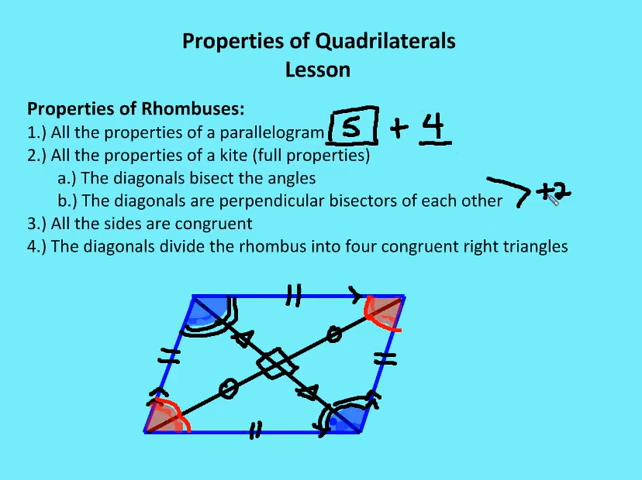 Properties of Quadrilaterals
Lesson
Properties of Rhombuses:
1.) All the properties of a parallelogram 5 + 4
2.) All the properties of a kite (full properties)
a.) The diagonals bisect the angles
b.) The diagonals are perpendicular bisectors of each other
+2
3.) All the sides are congruent
4.) The diagonals divide the rhombus into four congruent right triangles